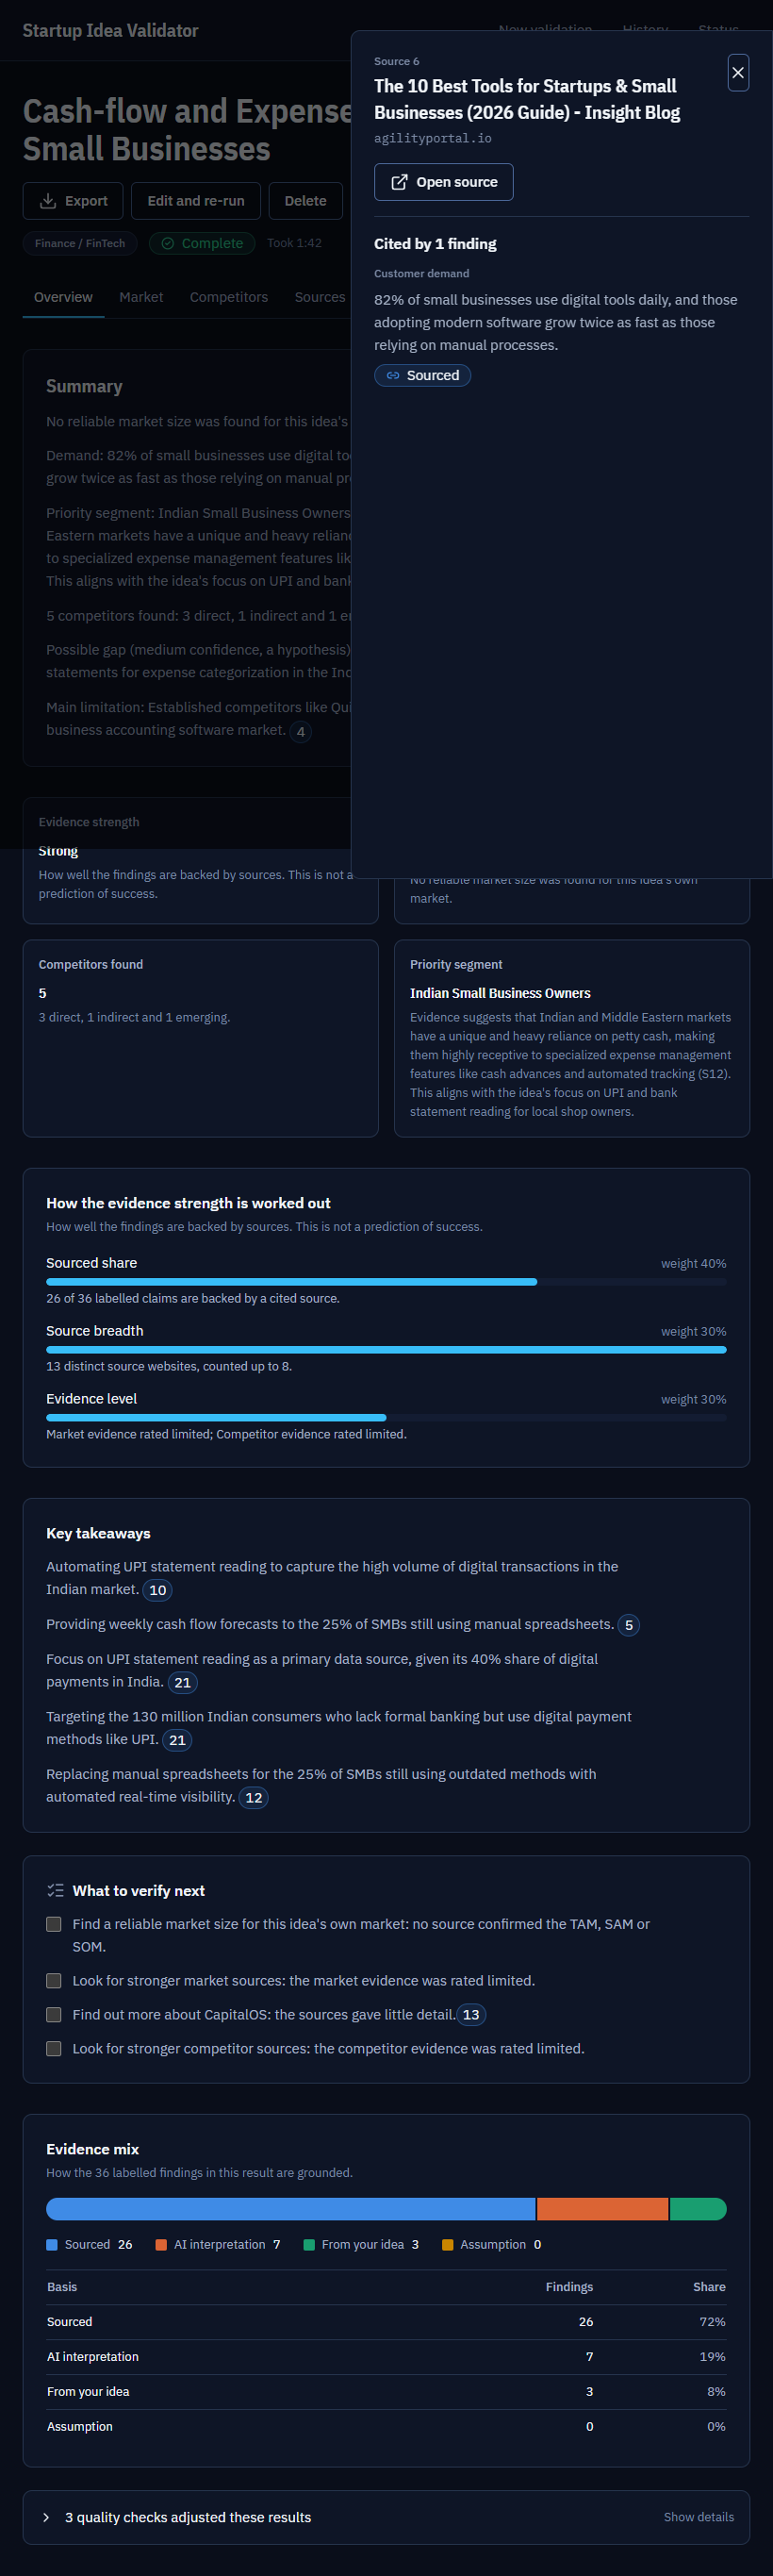 Startup Idea Validator
New validation History Status
Cash-flow and Expense
Small Businesses
Export
Edit and re-run
Delete
Finance / FinTech
Complete
Took 1:42
Overview
Market
Competitors
Sources
Summary
No reliable market size was found for this idea's
Demand: 82% of small businesses use digital
grow twice as fast as those relying on manual
Priority segment: Indian Small Business Owners
Eastern markets have a unique and heavy
to specialized expense management features
This aligns with the idea's focus on UPI and
5 competitors found: 3 direct, 1 indirect and 1
Possible gap (medium confidence, a hypothesis)
statements for expense categorization in the
Main limitation: Established competitors like
business accounting software market. 4
Source 6
The 10 Best Tools for Startups & Small
Businesses (2026 Guide) - Insight Blog
agilityportal.io
Open source
Cited by 1 finding
Customer demand
82% of small businesses use digital tools daily, and those
adopting modern software grow twice as fast as those
relying on manual processes.
Sourced
Evidence strength
Strong
How well the findings are backed by sources. This is not a
prediction of success.
No reliable market size was found for this idea's own
market.
Competitors found
5
3 direct, 1 indirect and 1 emerging.
Priority segment
Indian Small Business Owners
Evidence suggests that Indian and Middle Eastern markets
have a unique and heavy reliance on petty cash, making
them highly receptive to specialized expense management
features like cash advances and automated tracking (S12).
This aligns with the idea's focus on UPI and bank
statement reading for local shop owners.
How the evidence strength is worked out
How well the findings are backed by sources. This is not a prediction of success.
Sourced share weight 40%
26 of 36 labelled claims are backed by a cited source.
Source breadth weight 30%
13 distinct source websites, counted up to 8.
Evidence level weight 30%
Market evidence rated limited; Competitor evidence rated limited.
Key takeaways
Automating UPI statement reading to capture the high volume of digital transactions in the
Indian market. 10
Providing weekly cash flow forecasts to the 25% of SMBs still using manual spreadsheets. 5
Focus on UPI statement reading as a primary data source, given its 40% share of digital
payments in India. 21
Targeting the 130 million Indian consumers who lack formal banking but use digital payment
methods like UPI. 21
Replacing manual spreadsheets for the 25% of SMBs still using outdated methods with
automated real-time visibility. 12
What to verify next
Find a reliable market size for this idea's own market: no source confirmed the TAM, SAM or
SOM.
Look for stronger market sources: the market evidence was rated limited.
Find out more about CapitalOS: the sources gave little detail. 13
Look for stronger competitor sources: the competitor evidence was rated limited.
Evidence mix
How the 36 labelled findings in this result are grounded.
Sourced 26 AI interpretation 7 From your idea 3 Assumption 0
Basis Findings Share
Sourced 26 72%
AI interpretation 7 19%
From your idea 3 8%
Assumption 0 0%
3 quality checks adjusted these results Show details